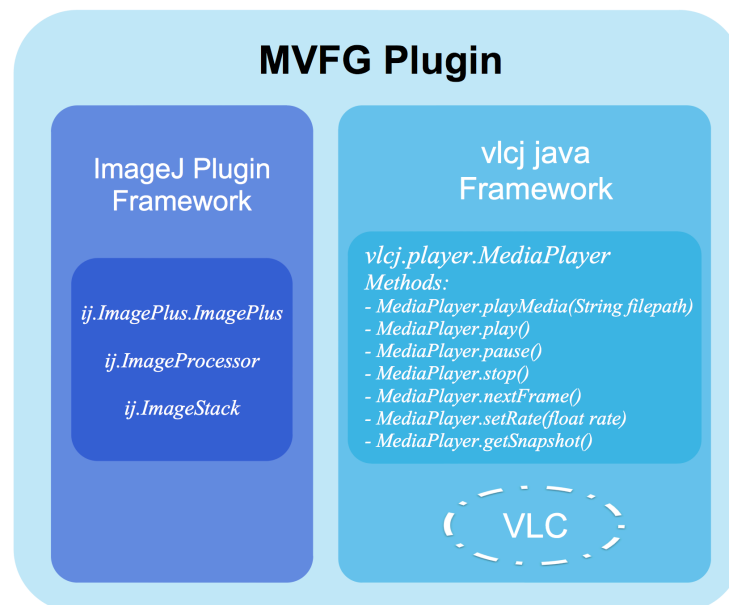 MVFG Plugin
ImageJ Plugin
Framework
ij.ImagePlus.ImagePlus
ij.ImageProcessor
ij.ImageStack
vlcj java
Framework
vlcj.player.MediaPlayer
Methods:
- MediaPlayer.playMedia(String filepath)
- MediaPlayer.play()
- MediaPlayer.pause()
- MediaPlayer.stop()
- MediaPlayer.nextFrame()
- MediaPlayer.setRate(float rate)
- MediaPlayer.getSnapshot()
VLC